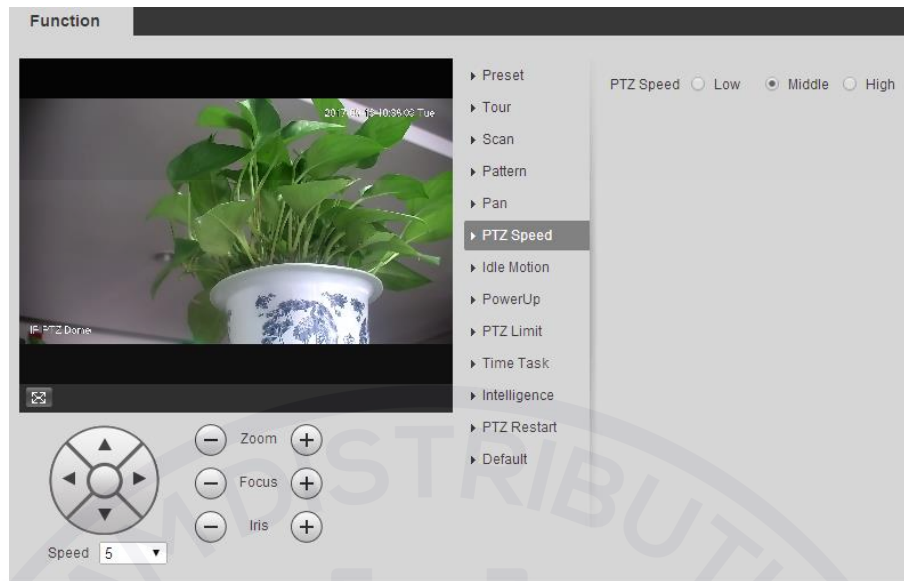 Function
Tue
IP PTZ Dome
Preset
Tour
Scan
Pattern
Pan
PTZ Speed
Idle Motion
PowerUp
PTZ Limit
Time Task
Intelligence
PTZ Restart
Default
PTZ Speed Low Middle High
Zoom
Focus
Iris
Speed 5